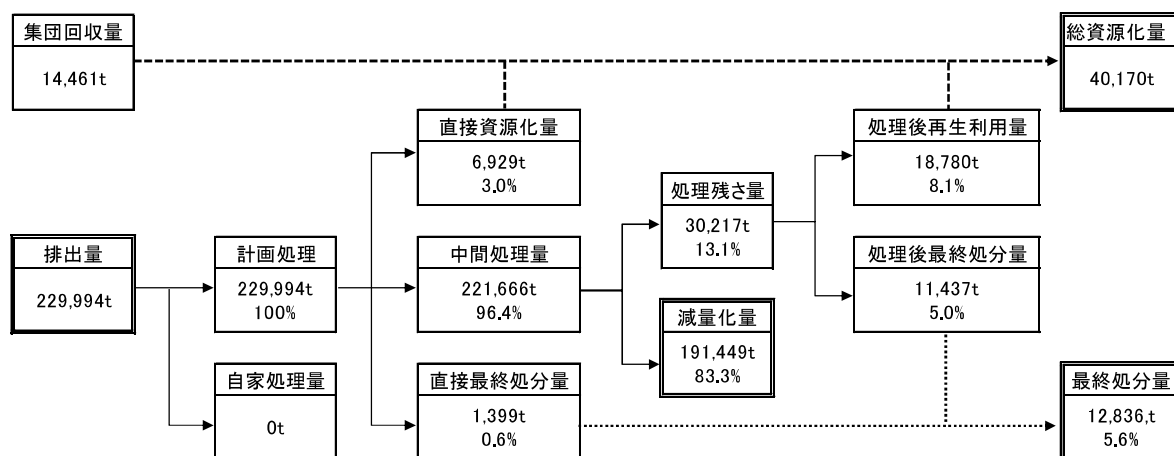 集団回収量
14,461t
総資源化量
40,170t
直接資源化量
6,929t
3.0%
処理後再生利用量
18,780t
8.1%
処理残さ量
30,217t
13.1%
排出量
229,994t
計画処理
229,994t
100%
中間処理量
221,666t
96.4%
処理後最終処分量
11,437t
5.0%
減量化量
191,449t
83.3%
自家処理量
0t
直接最終処分量
1,399t
0.6%
最終処分量
12,836,t
5.6%